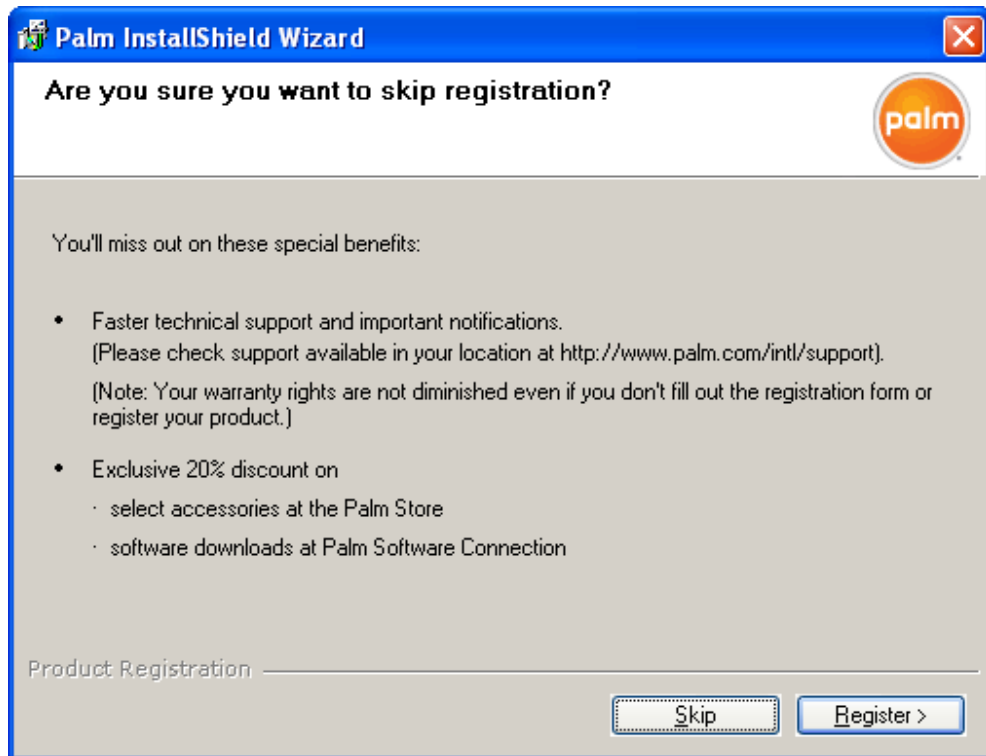 Palm InstallShield Wizard
Are you sure you want to skip registration?
palm
You'll miss out on these special benefits:
• Faster technical support and important notifications.
(Please check support available in your location at http://www.palm.com/intl/support).
(Note: Your warranty rights are not diminished even if you don't fill out the registration form or
register your product.)
• Exclusive 20% discount on
· select accessories at the Palm Store
· software downloads at Palm Software Connection
Product Registration
Skip
Register >